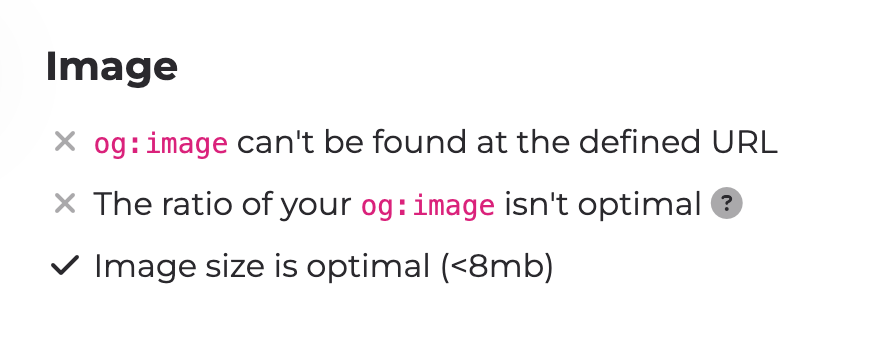 Image
og:image can't be found at the defined URL
The ratio of your og:image isn't optimal ?
Image size is optimal (<8mb)